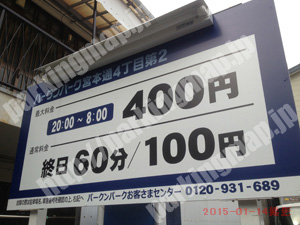 パークンパーク宮本通4丁目第2
最大料金
20:00～8:00 400円
通常料金
終日 60分/100円
パークンパークお客さまセンター 0120-931-689
parkingmap.jp